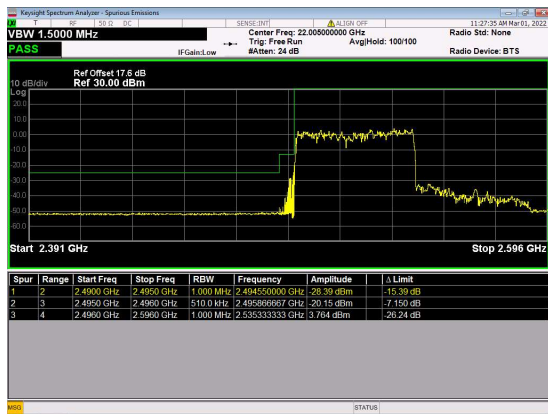 Keysight Spectrum Analyzer - Spurious Emissions
T RF 50 Ω DC SENSE:INT ALIGN OFF 11:27:35 AM Mar 01, 2022
VBW 1.5000 MHz Center Freq: 22.005000000 GHz Radio Std: None
Trig: Free Run Avg|Hold: 100/100
PASS IFGain:Low #Atten: 24 dB Radio Device: BTS
Ref Offset 17.6 dB
10 dB/div Ref 30.00 dBm
Log
20.0
10.0
0.00
-10.0
-20.0
-30.0
-40.0
-50.0
-60.0
Start 2.391 GHz Stop 2.596 GHz
Spur Range Start Freq Stop Freq RBW Frequency Amplitude Δ Limit
1 2 2.4900 GHz 2.4950 GHz 1.000 MHz 2.494550000 GHz -28.39 dBm -15.39 dB
2 3 2.4950 GHz 2.4960 GHz 510.0 kHz 2.495866667 GHz -20.15 dBm -7.150 dB
3 4 2.4960 GHz 2.5960 GHz 1.000 MHz 2.535333333 GHz 3.764 dBm -26.24 dB
MSG STATUS